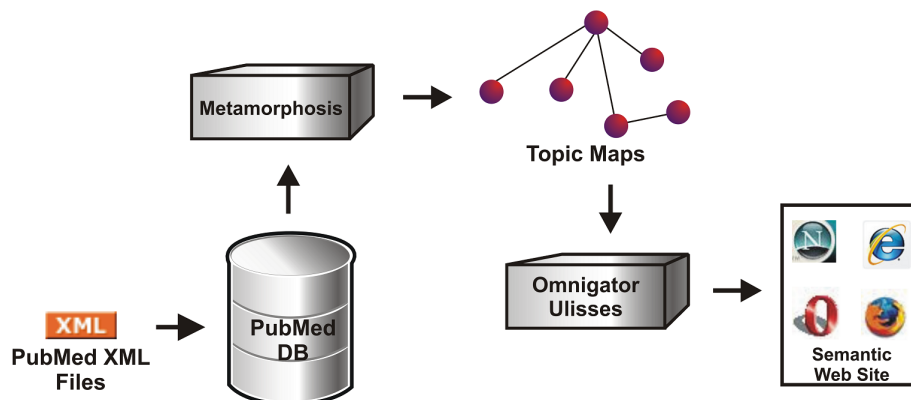 Metamorphosis
Topic Maps
XML
PubMed XML
Files
PubMed
DB
Omnigator
Ulisses
N
Semantic
Web Site